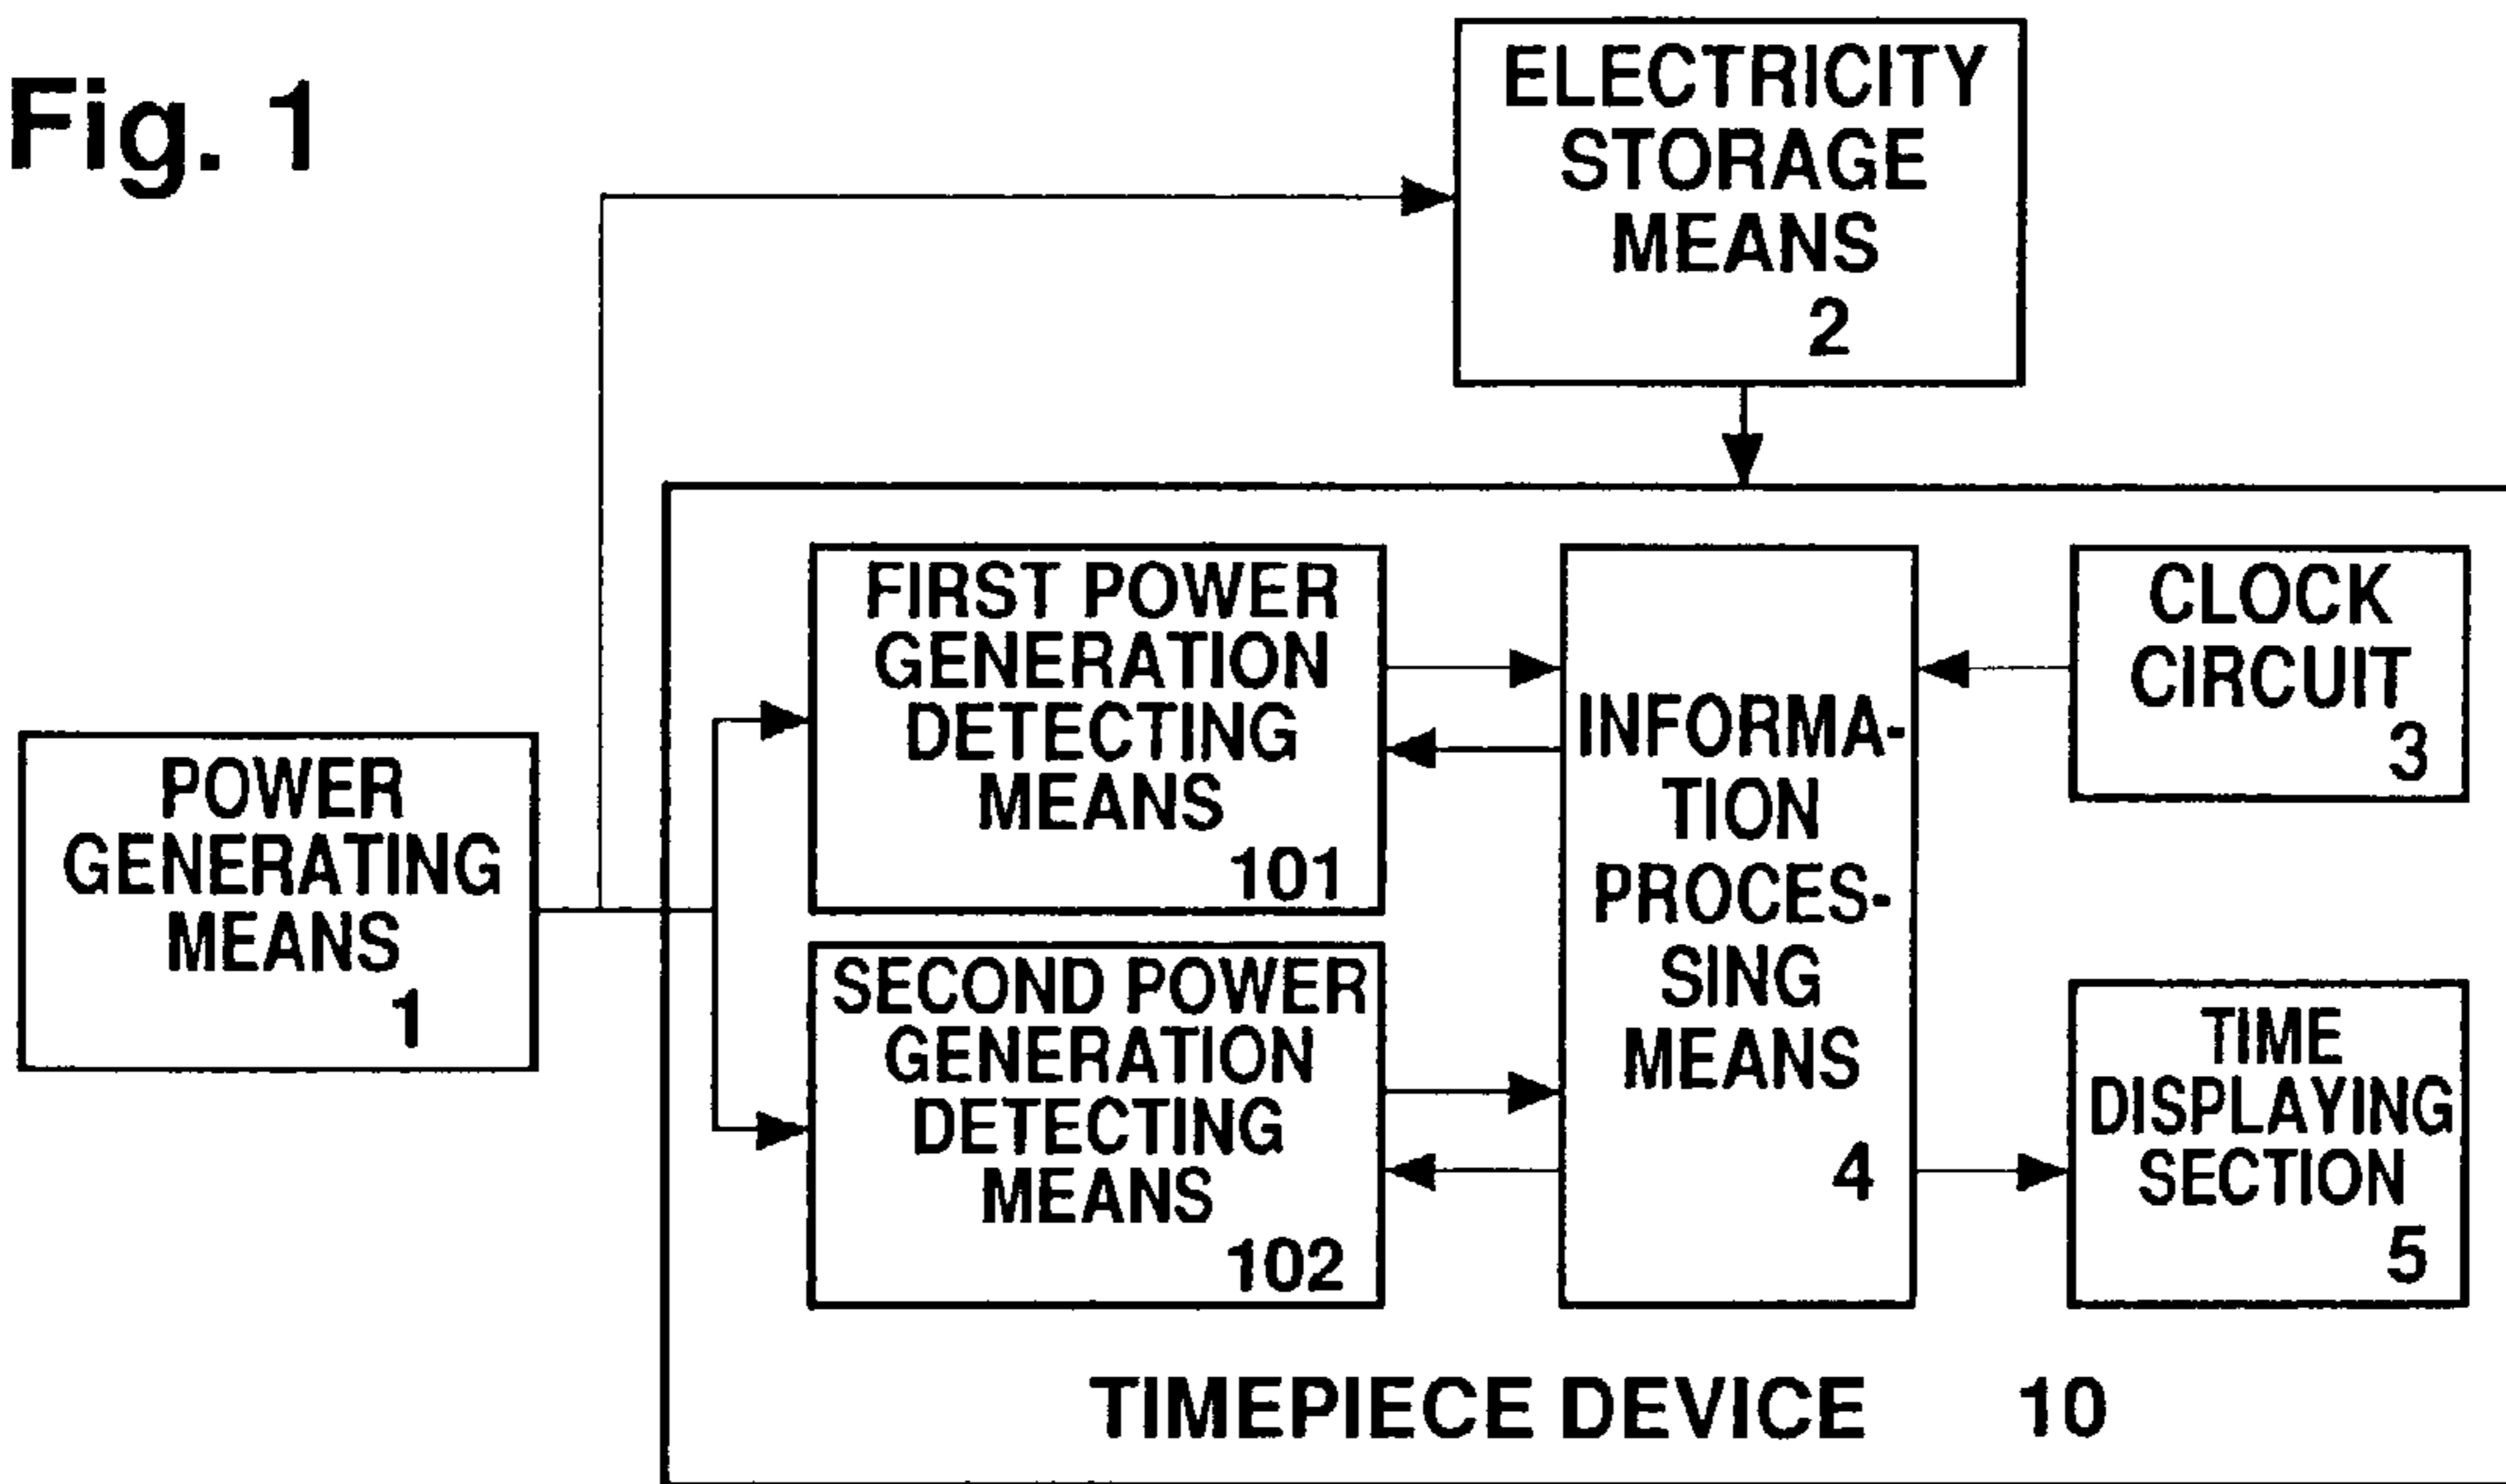 Fig. 1
ELECTRICITY
STORAGE
MEANS
2
FIRST POWER
GENERATION
DETECTING
MEANS
101
INFORMA-
TION
PROCES-
SING
MEANS
4
CLOCK
CIRCUIT
3
POWER
GENERATING
MEANS
1
SECOND POWER
GENERATION
DETECTING
MEANS
102
TIME
DISPLAYING
SECTION
5
TIMEPIECE DEVICE 10